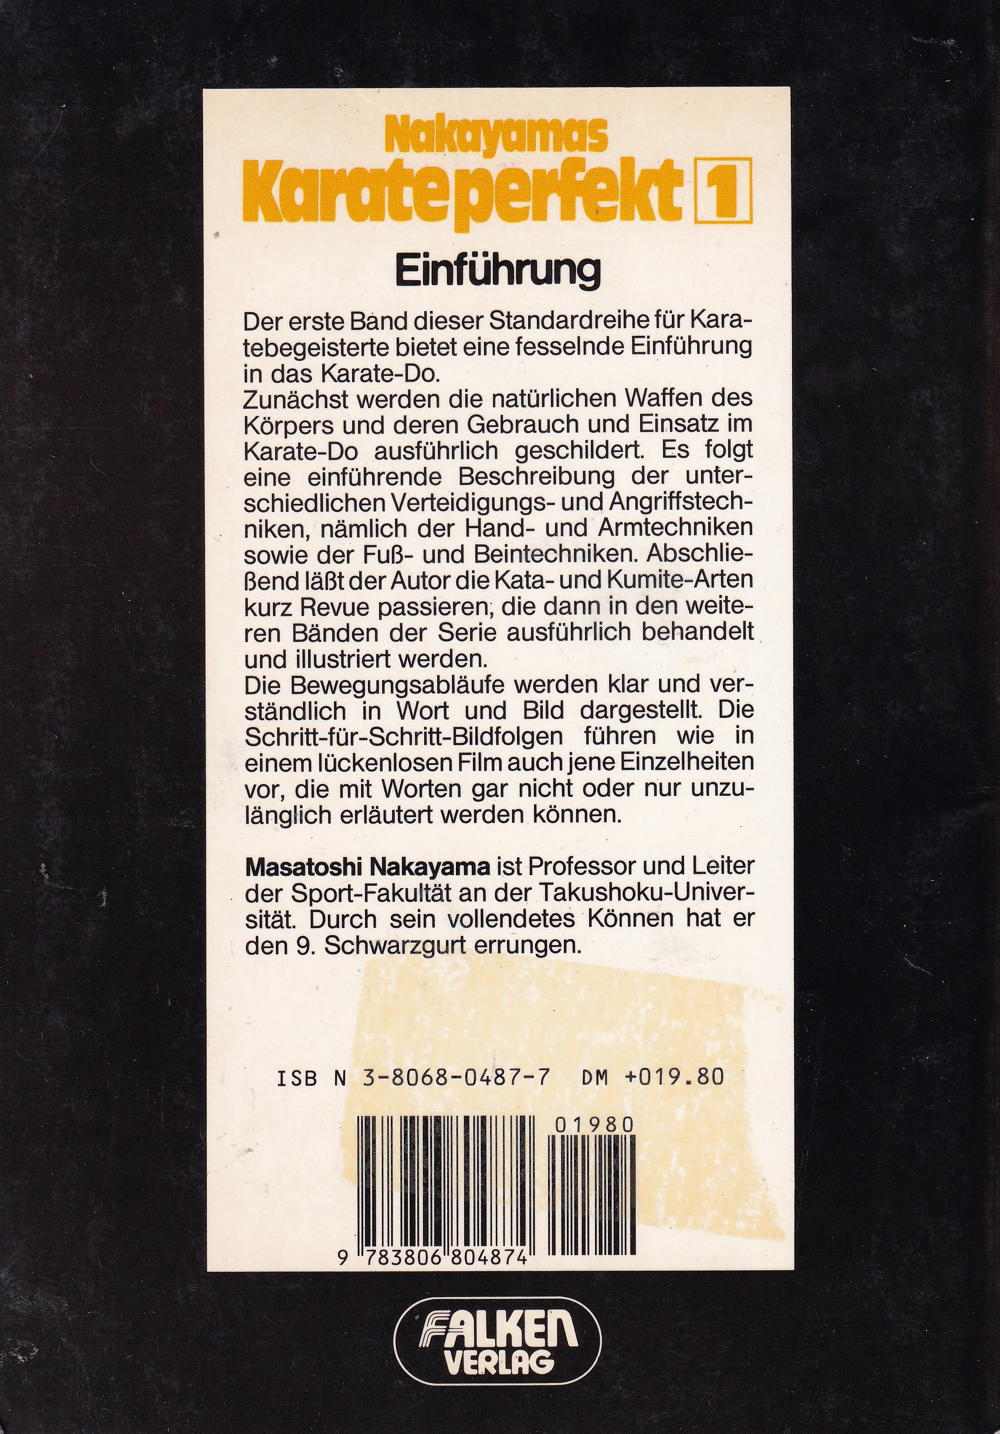 Nakayamas
Karate perfekt 1
Einführung
Der erste Band dieser Standardreihe für Kara-
tebegeisterte bietet eine fesselnde Einführung
in das Karate-Do.
Zunächst werden die natürlichen Waffen des
Körpers und deren Gebrauch und Einsatz im
Karate-Do ausführlich geschildert. Es folgt
eine einführende Beschreibung der unter-
schiedlichen Verteidigungs- und Angriffstech-
niken, nämlich der Hand- und Armtechniken
sowie der Fuß- und Beintechniken. Abschlie-
ßend läßt der Autor die Kata- und Kumite-Arten
kurz Revue passieren, die dann in den weite-
ren Bänden der Serie ausführlich behandelt
und illustriert werden.
Die Bewegungsabläufe werden klar und ver-
ständlich in Wort und Bild dargestellt. Die
Schritt-für-Schritt-Bildfolgen führen wie in
einem lückenlosen Film auch jene Einzelheiten
vor, die mit Worten gar nicht oder nur unzu-
länglich erläutert werden können.
Masatoshi Nakayama ist Professor und Leiter
der Sport-Fakultät an der Takushoku-Univer-
sität. Durch sein vollendetes Können hat er
den 9. Schwarzgurt errungen.
ISB N 3-8068-0487-7 DM +019.80
01980
9 783806 804874
FALKEN
VERLAG